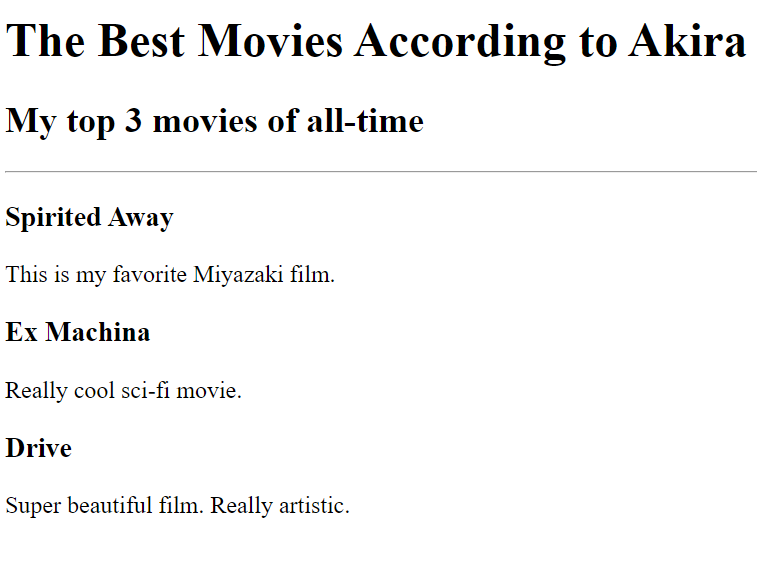 The Best Movies According to Akira
My top 3 movies of all-time
Spirited Away
This is my favorite Miyazaki film.
Ex Machina
Really cool sci-fi movie.
Drive
Super beautiful film. Really artistic.